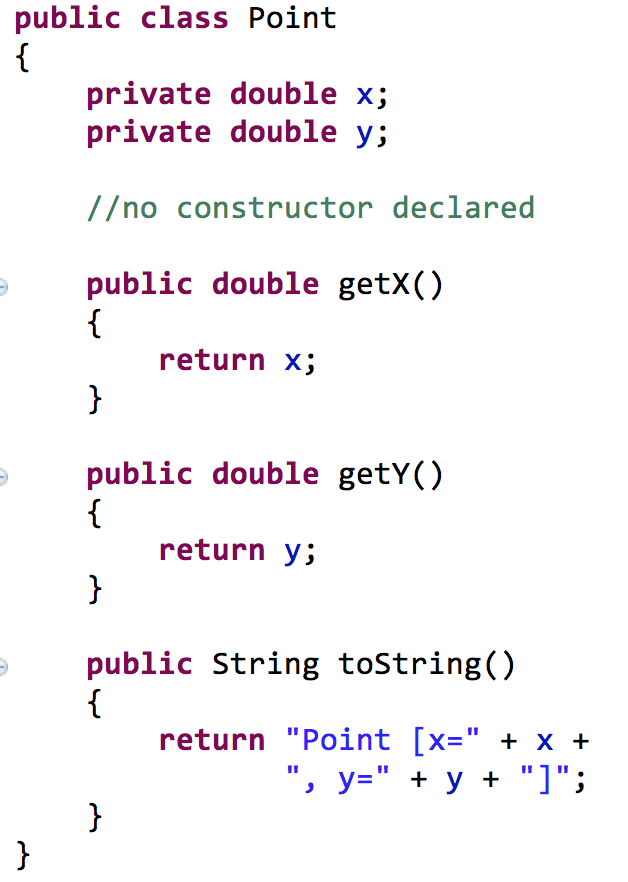 public class Point
{
    private double x;
    private double y;

    //no constructor declared

    public double getX()
    {
        return x;
    }

    public double getY()
    {
        return y;
    }

    public String toString()
    {
        return "Point [x=" + x +
               ", y=" + y + "]";
    }
}